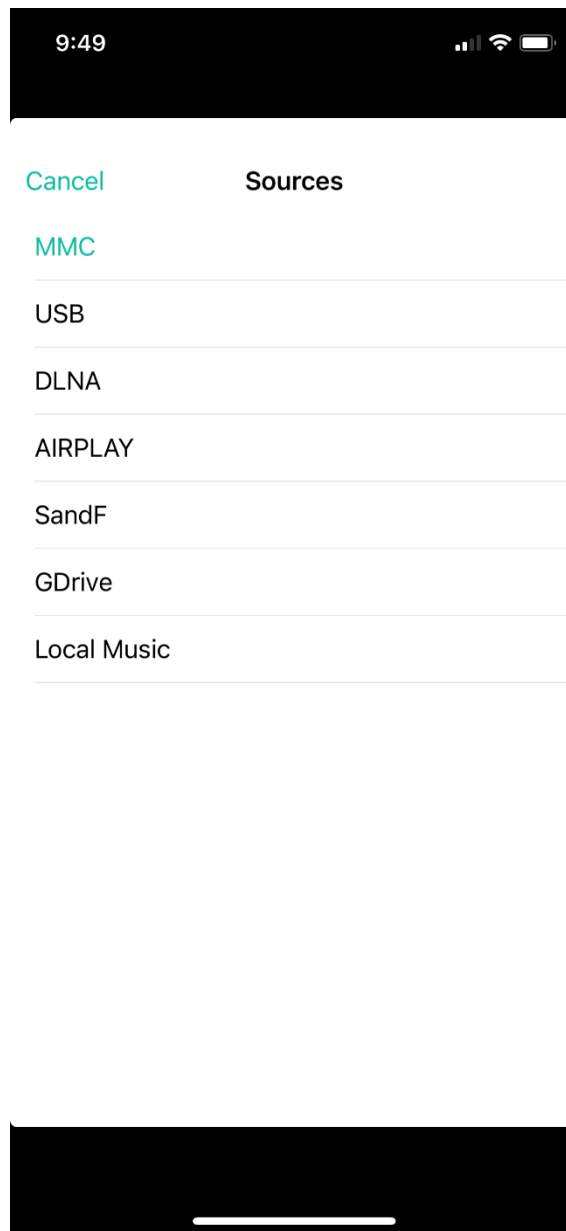 9:49
Cancel Sources
MMC
USB
DLNA
AIRPLAY
SandF
GDrive
Local Music